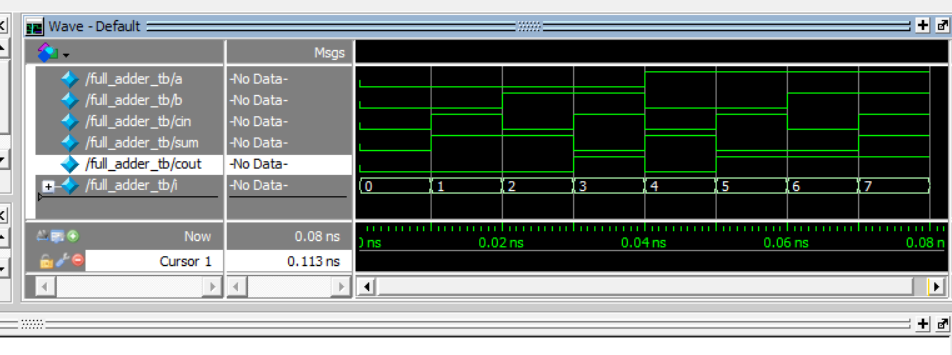 Wave - Default
Msgs
/full_adder_tb/a -No Data-
/full_adder_tb/b -No Data-
/full_adder_tb/cin -No Data-
/full_adder_tb/sum -No Data-
/full_adder_tb/cout -No Data-
/full_adder_tb/i -No Data- 0 1 2 3 4 5 6 7
Now 0.08 ns ns 0.02 ns 0.04 ns 0.06 ns 0.08 n
Cursor 1 0.113 ns